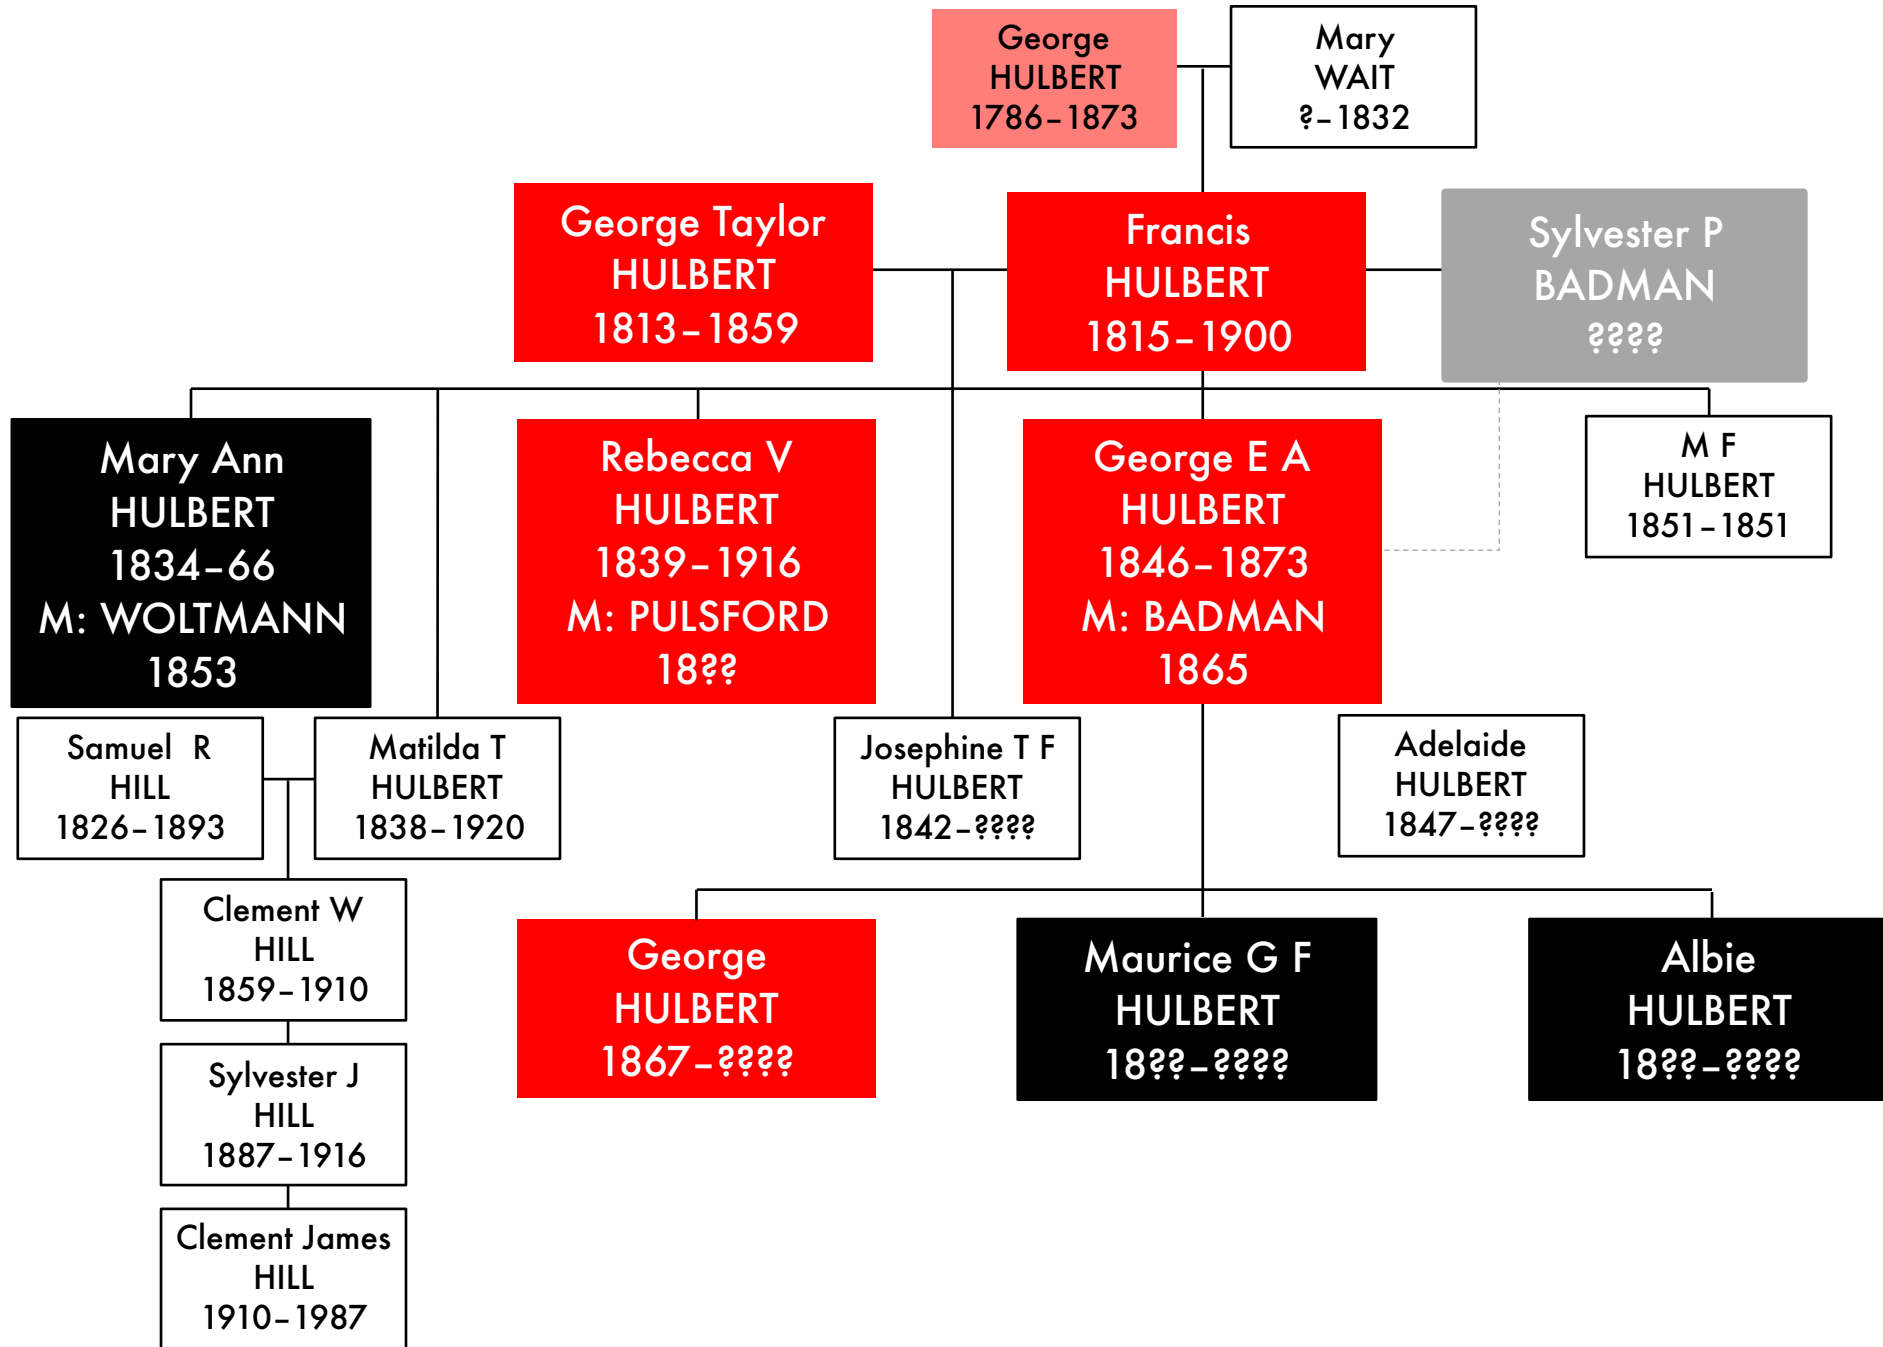 George
HULBERT
1786–1873
Mary
WAIT
?–1832
George Taylor
HULBERT
1813–1859
Francis
HULBERT
1815–1900
Sylvester P
BADMAN
????
Mary Ann
HULBERT
1834–66
M: WOLTMANN
1853
Rebecca V
HULBERT
1839–1916
M: PULSFORD
18??
George E A
HULBERT
1846–1873
M: BADMAN
1865
M F
HULBERT
1851–1851
Samuel  R
HILL
1826–1893
Matilda T
HULBERT
1838–1920
Josephine T F
HULBERT
1842–????
Adelaide
HULBERT
1847–????
Clement W
HILL
1859–1910
George
HULBERT
1867–????
Maurice G F
HULBERT
18??–????
Albie
HULBERT
18??–????
Sylvester J
HILL
1887–1916
Clement James
HILL
1910–1987